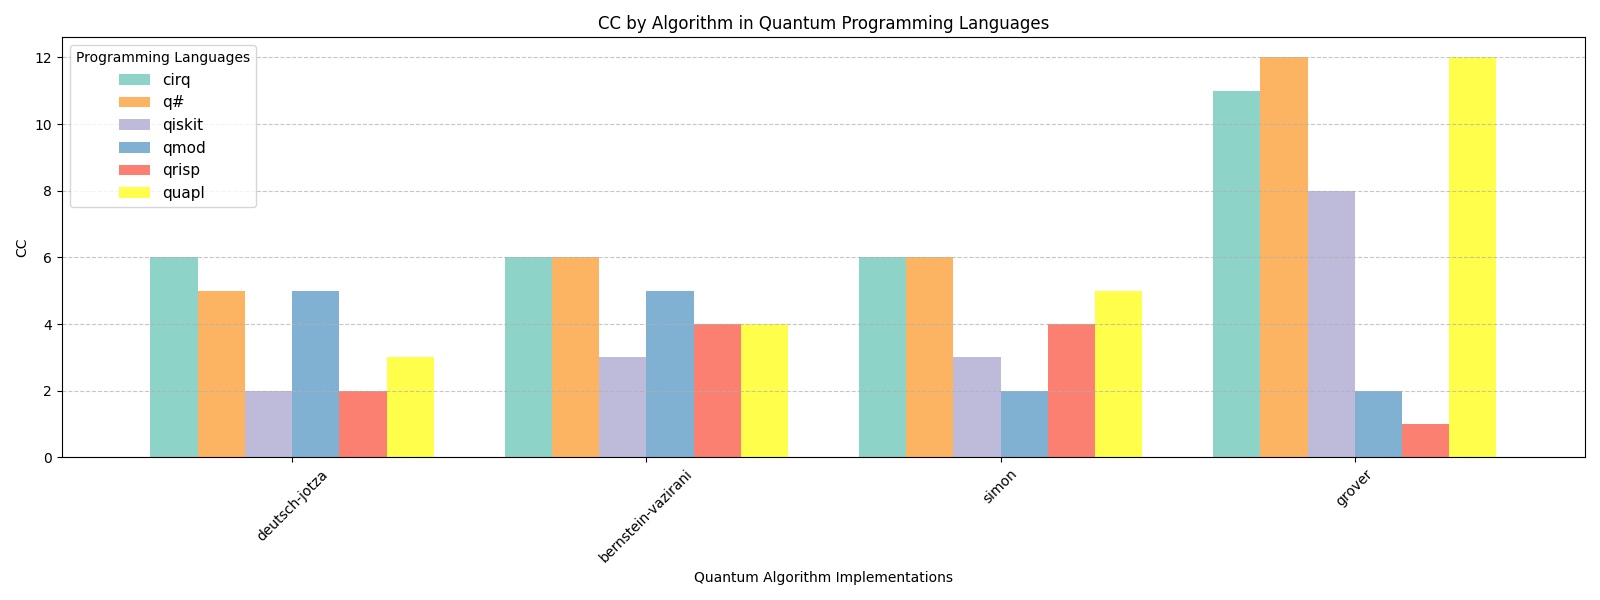 CC by Algorithm in Quantum Programming Languages
Programming Languages
cirq
q#
qiskit
qmod
qrisp
quapl
CC
12
10
8
6
4
2
0
deutsch-jotza
bernstein-vazirani
simon
grover
Quantum Algorithm Implementations